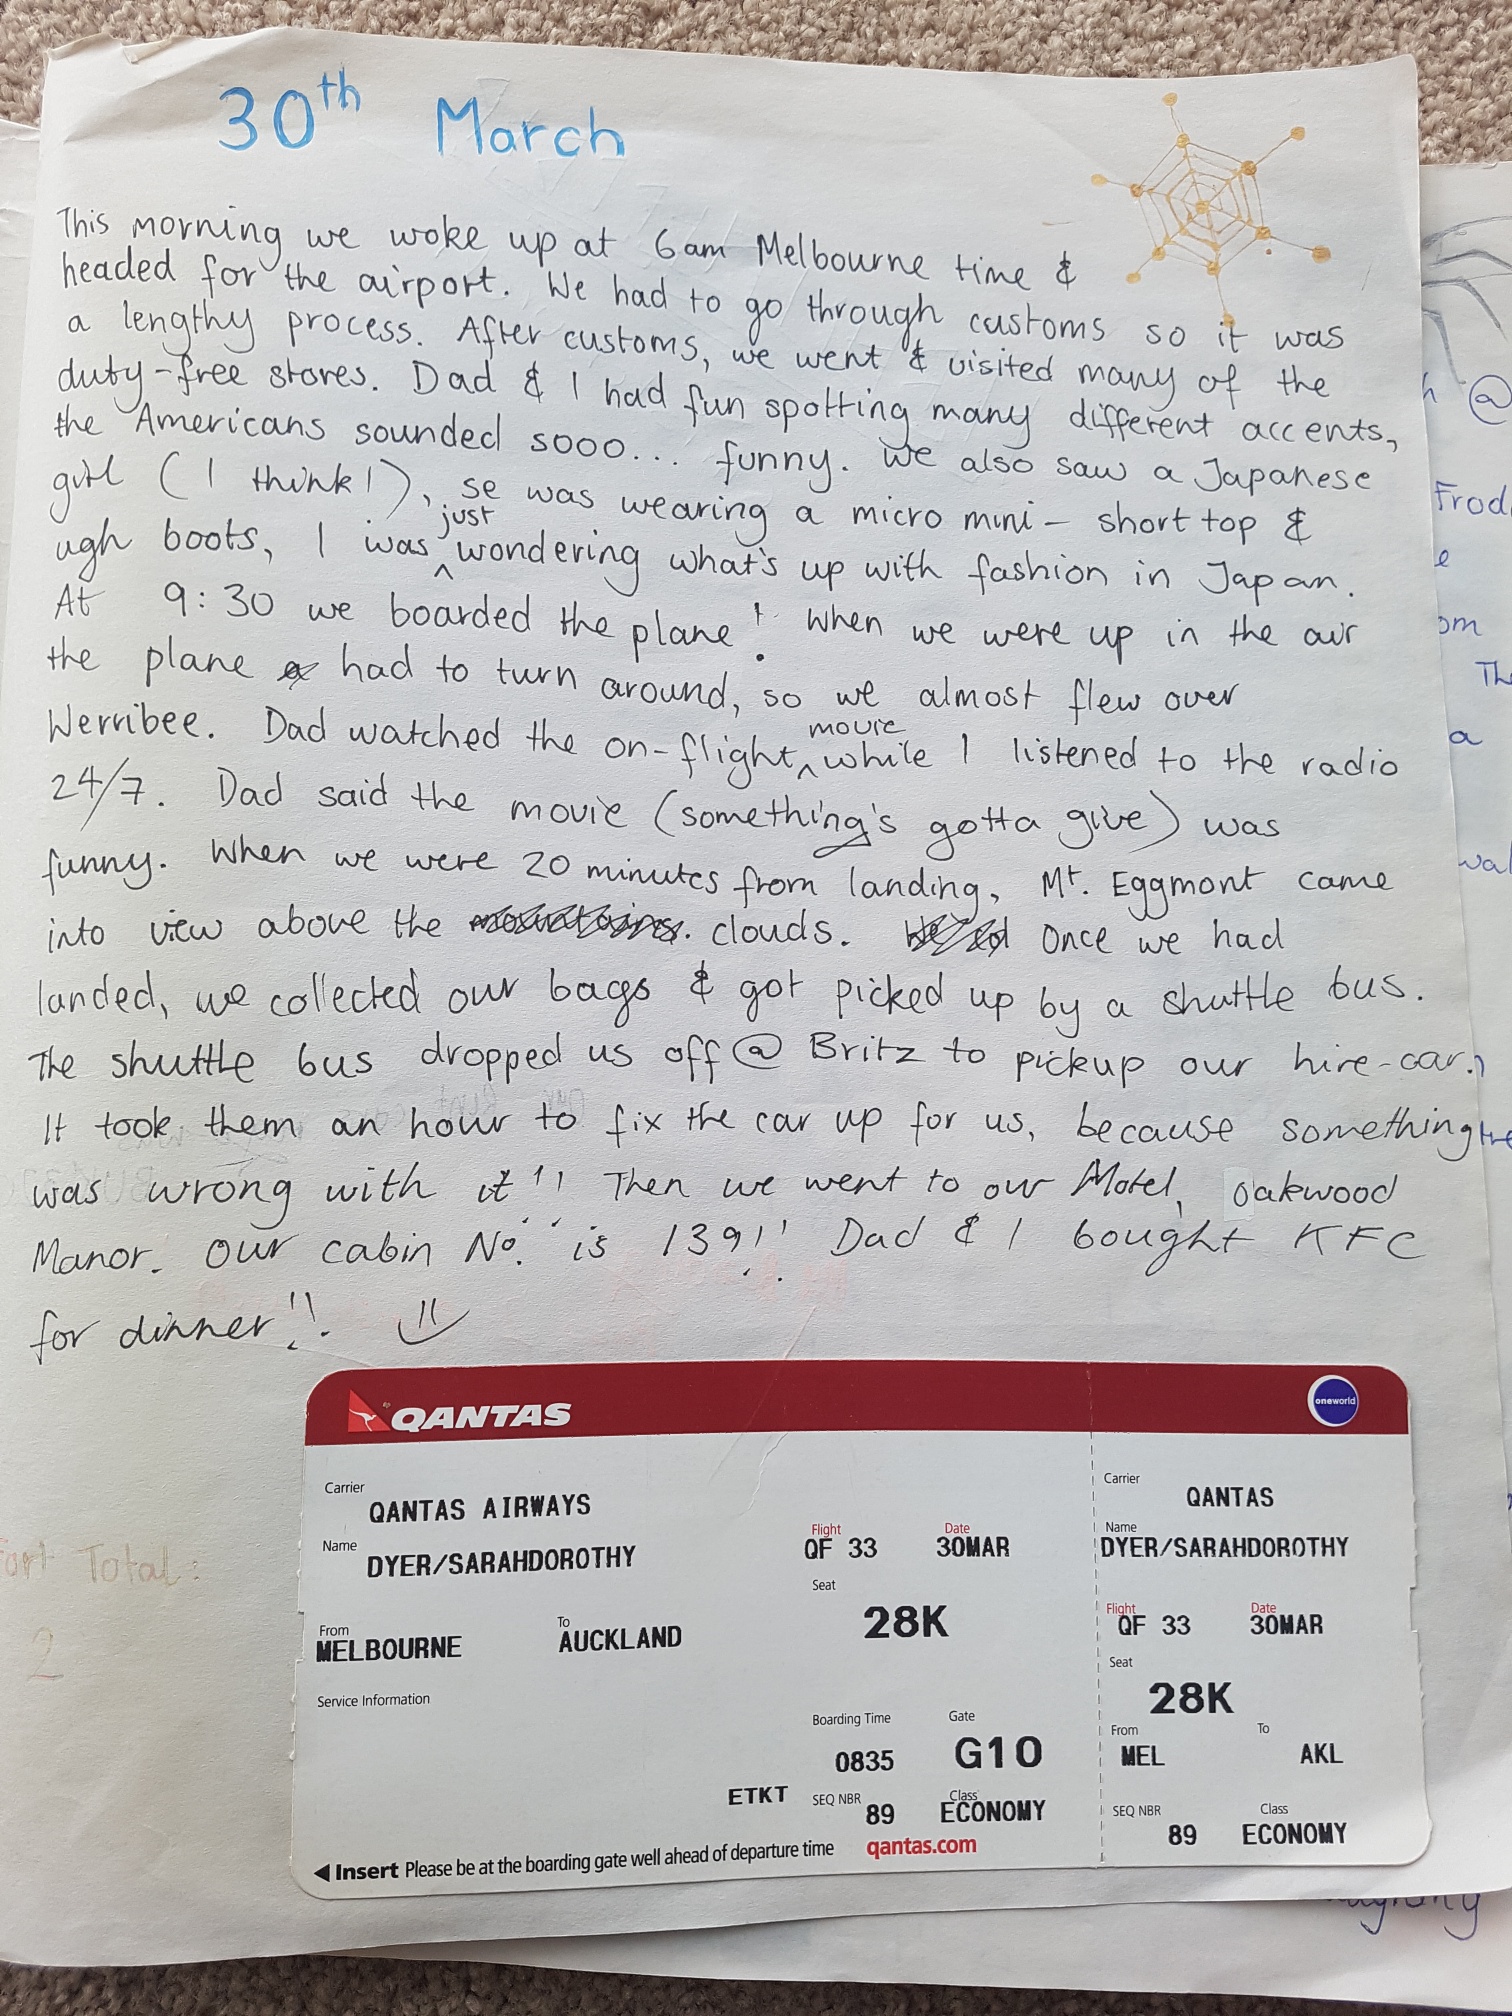 30th March
This morning we woke up at 6am Melbourne time &
headed for the airport. We had to go through customs so it was
a lengthy process. After customs, we went & visited many of the
duty-free stores. Dad & I had fun spotting many different accents,
the Americans sounded sooo... funny. We also saw a Japanese
girl (I think!), se was wearing a micro mini - short top &
ugh boots, I was just wondering what's up with fashion in Japan.
At 9:30 we boarded the plane! When we were up in the air
the plane had to turn around, so we almost flew over
Werribee. Dad watched the on-flight movie while I listened to the radio
24/7. Dad said the movie (something's gotta give) was
funny. When we were 20 minutes from landing, Mt. Eggmont came
into view above the mountains. clouds. Once we had
landed, we collected our bags & got picked up by a shuttle bus.
The shuttle bus dropped us off @ Britz to pickup our hire-car.
It took them an hour to fix the car up for us, because something
was wrong with it!! Then we went to our Motel, Oakwood
Manor. Our cabin No. is 139!! Dad & I bought KFC
for dinner!!
QANTAS
oneworld
Carrier
QANTAS AIRWAYS
Name
DYER/SARAHDOROTHY
Flight Date
QF 33 30MAR
Seat
28K
From To
MELBOURNE AUCKLAND
Service Information
Boarding Time Gate
0835 G10
ETKT SEQ NBR 89 Class ECONOMY
Insert Please be at the boarding gate well ahead of departure time qantas.com
Carrier
QANTAS
Name
DYER/SARAHDOROTHY
Flight Date
QF 33 30MAR
Seat
28K
From To
MEL AKL
SEQ NBR Class
89 ECONOMY
Total:
2
@
Frod
e
om
Th
a
wal